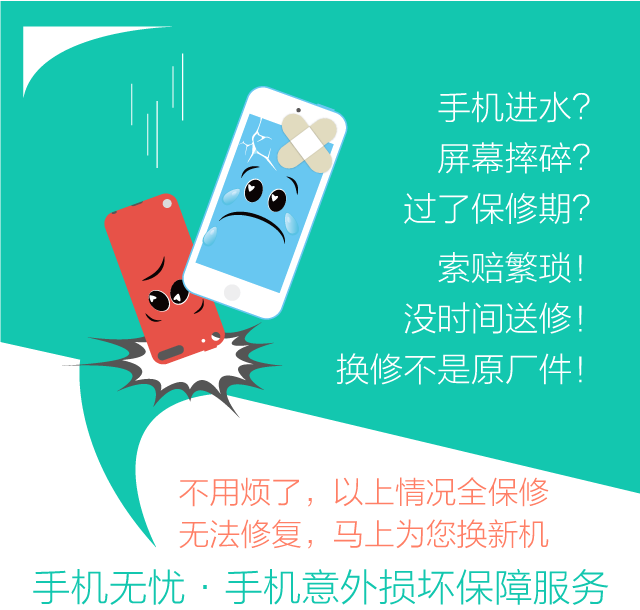 手机进水?
屏幕摔碎?
过了保修期?
索赔繁琐!
没时间送修!
换修不是原厂件!
不用烦了，以上情况全保修
无法修复，马上为您换新机
手机无忧·手机意外损坏保障服务